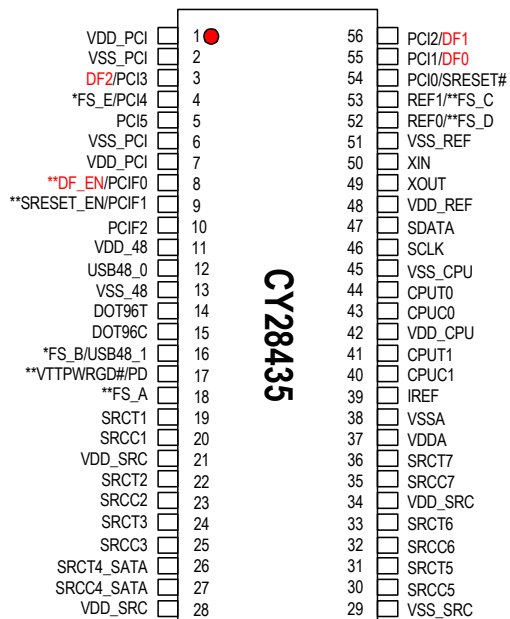 VDD_PCI 1 56 PCI2/DF1
VSS_PCI 2 55 PCI1/DF0
DF2/PCI3 3 54 PCI0/SRESET#
*FS_E/PCI4 4 53 REF1/**FS_C
PCI5 5 52 REF0/**FS_D
VSS_PCI 6 51 VSS_REF
VDD_PCI 7 50 XIN
**DF_EN/PCIF0 8 49 XOUT
**SRESET_EN/PCIF1 9 48 VDD_REF
PCIF2 10 47 SDATA
VDD_48 11 46 SCLK
USB48_0 12 45 VSS_CPU
VSS_48 13 44 CPUT0
DOT96T 14 43 CPUC0
DOT96C 15 42 VDD_CPU
*FS_B/USB48_1 16 41 CPUT1
**VTTPWRGD#/PD 17 40 CPUC1
**FS_A 18 39 IREF
SRCT1 19 38 VSSA
SRCC1 20 37 VDDA
VDD_SRC 21 36 SRCT7
SRCT2 22 35 SRCC7
SRCC2 23 34 VDD_SRC
SRCT3 24 33 SRCT6
SRCC3 25 32 SRCC6
SRCT4_SATA 26 31 SRCT5
SRCC4_SATA 27 30 SRCC5
VDD_SRC 28 29 VSS_SRC
CY28435